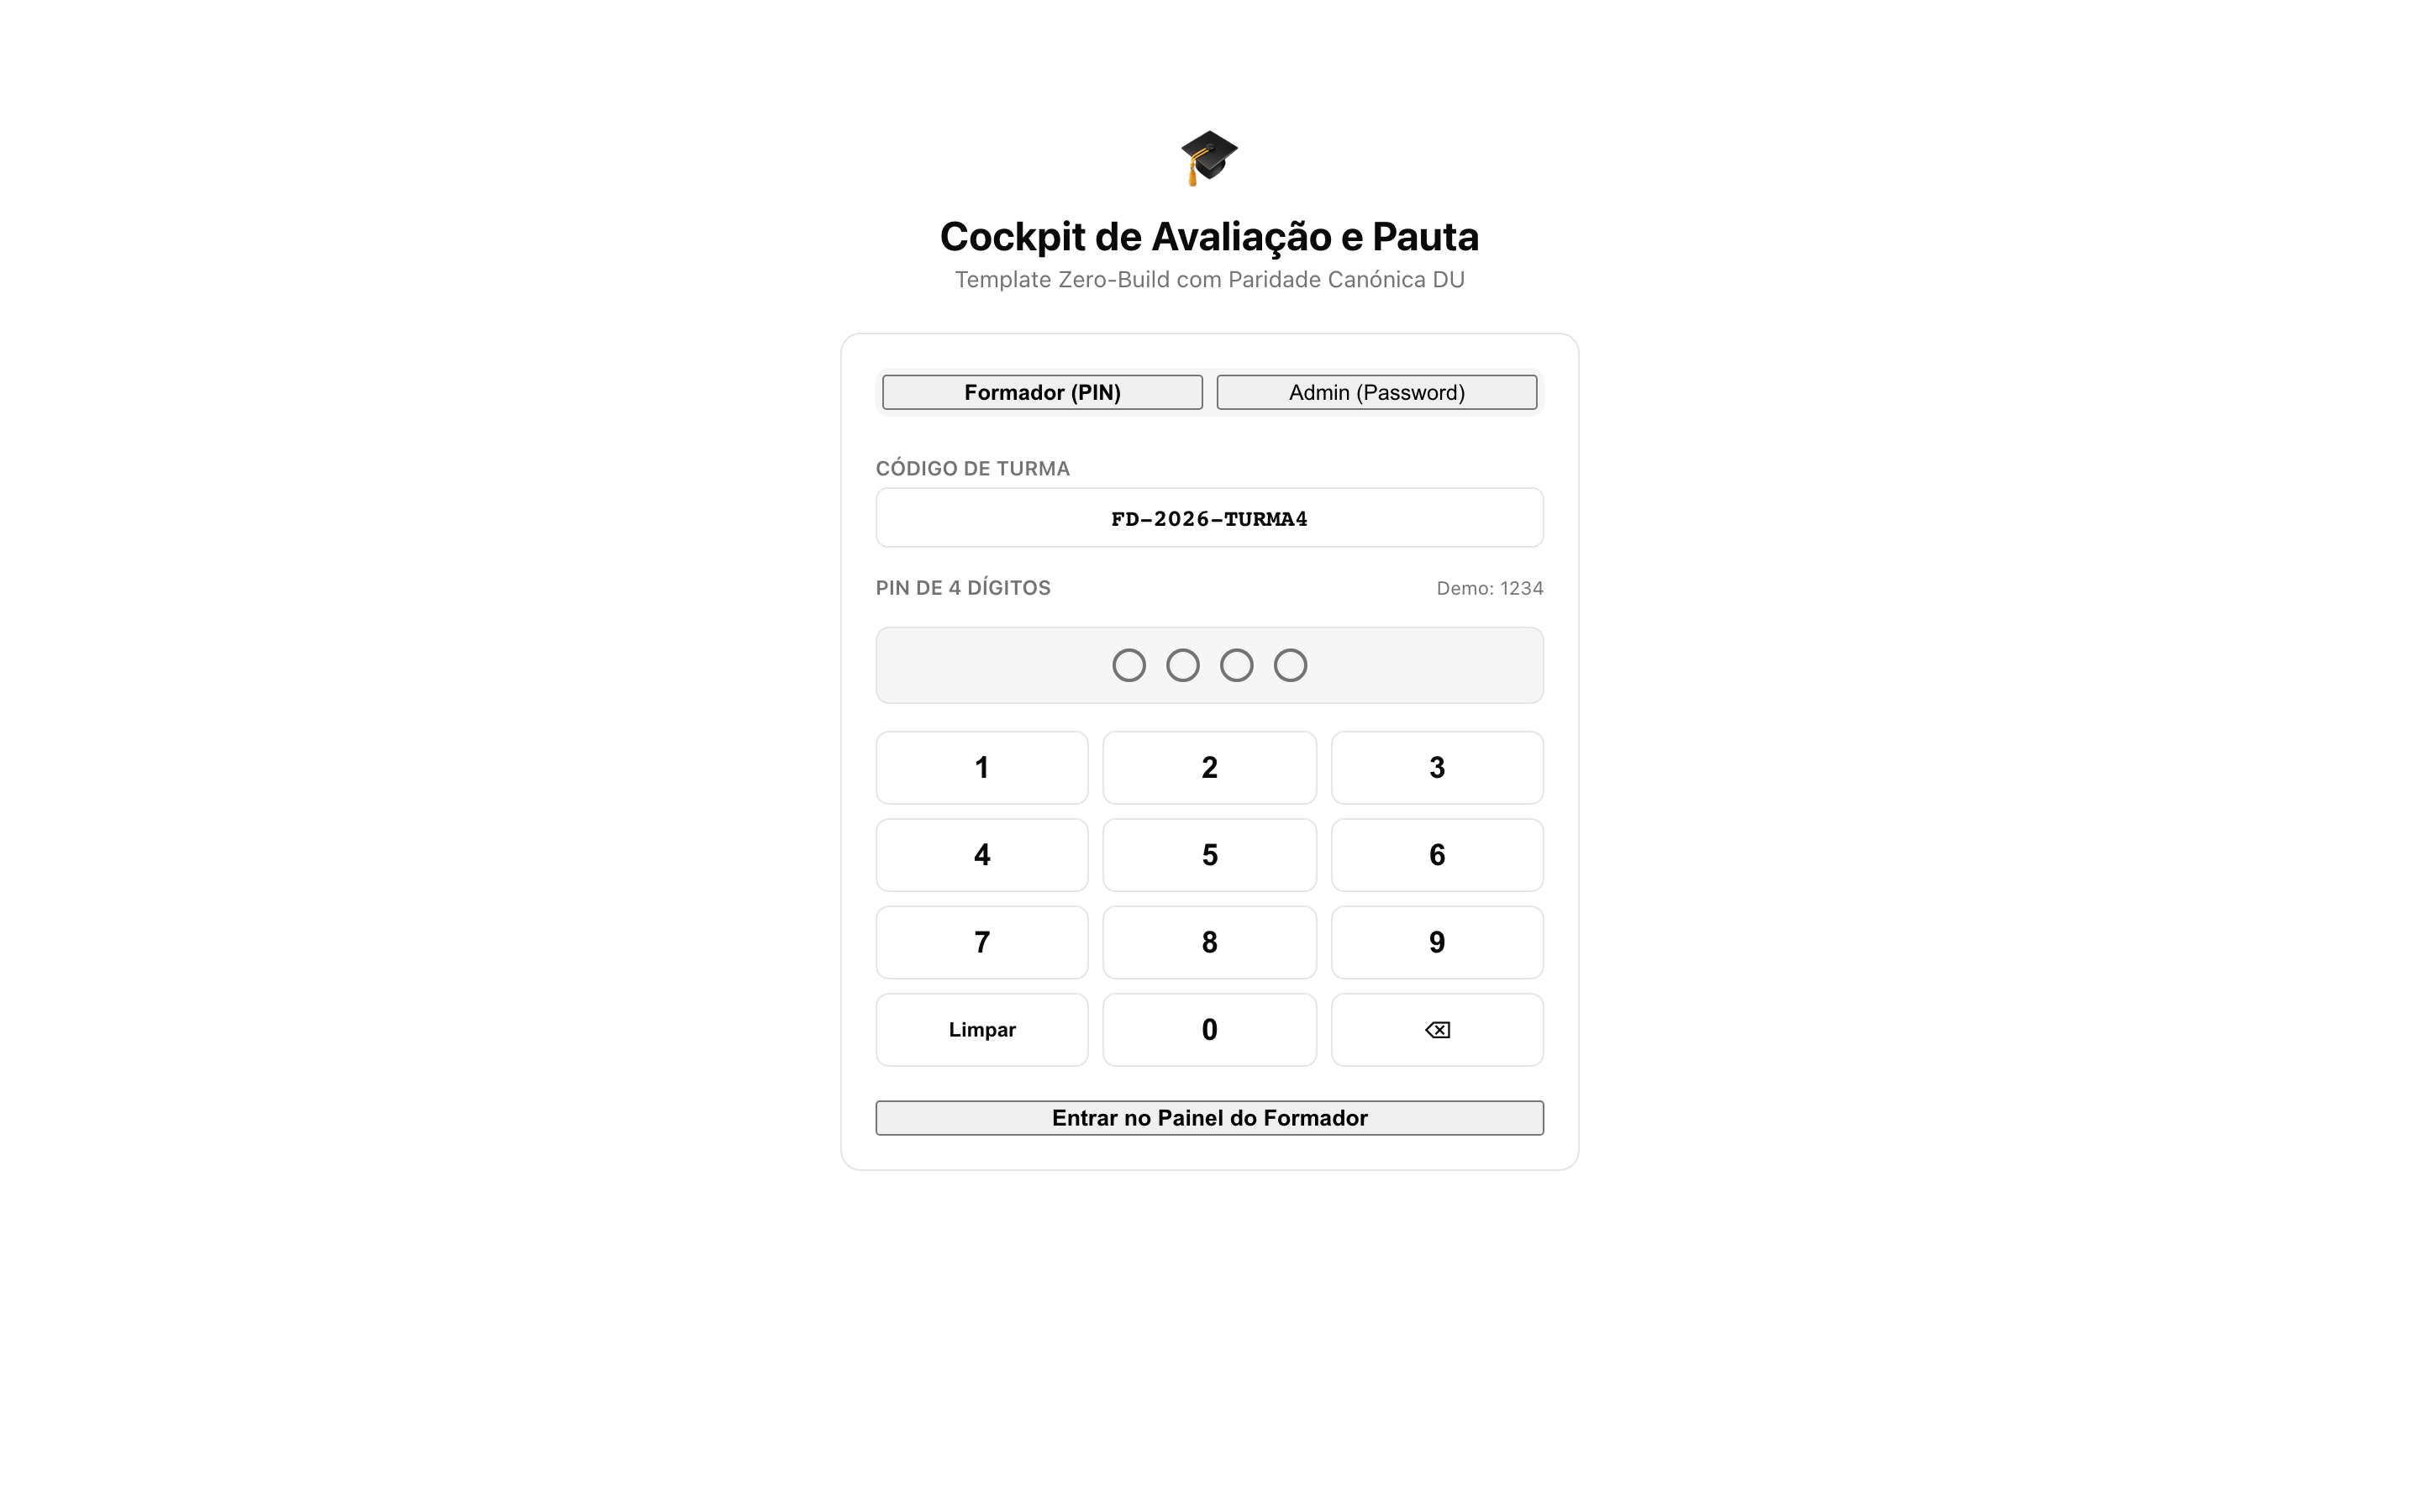 Cockpit de Avaliação e Pauta
Template Zero-Build com Paridade Canónica DU
Formador (PIN) Admin (Password)
CÓDIGO DE TURMA
FD-2026-TURMA4
PIN DE 4 DÍGITOS Demo: 1234
1 2 3
4 5 6
7 8 9
Limpar 0
Entrar no Painel do Formador